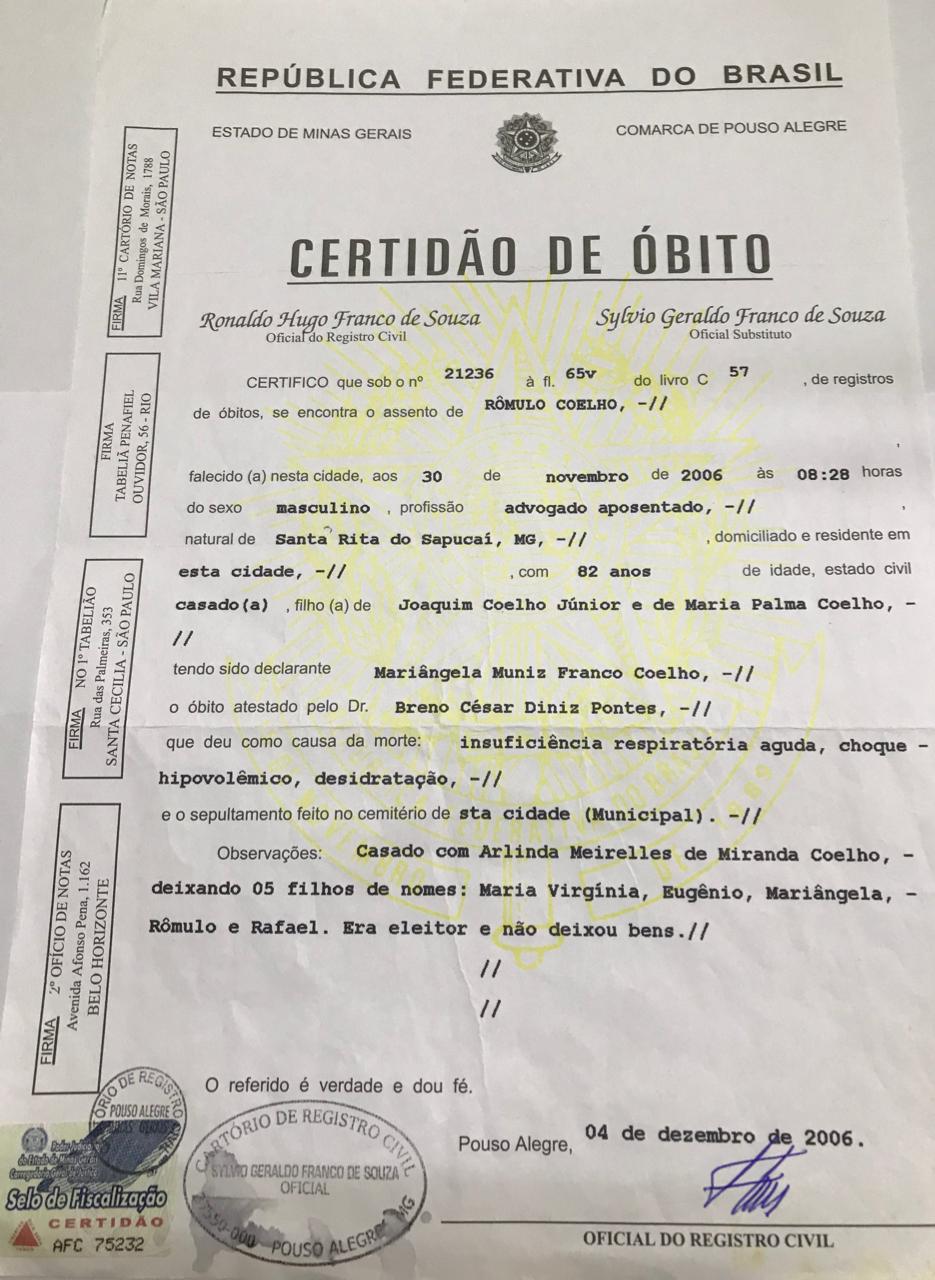 REPÚBLICA FEDERATIVA DO BRASIL
ESTADO DE MINAS GERAIS
COMARCA DE POUSO ALEGRE
CERTIDÃO DE ÓBITO
Ronaldo Hugo Franco de Souza
Oficial do Registro Civil
Sylvio Geraldo Franco de Souza
Oficial Substituto
CERTIFICO que sob o nº 21236 à fl. 65v do livro C 57 , de registros
de óbitos, se encontra o assento de RÔMULO COELHO, -//
,
falecido (a) nesta cidade, aos 30 de novembro de 2006 às 08:28 horas
do sexo masculino , profissão advogado aposentado, -// ,
natural de Santa Rita do Sapucaí, MG, -// , domiciliado e residente em
esta cidade, -// , com 82 anos de idade, estado civil
casado(a) , filho (a) de Joaquim Coelho Júnior e de Maria Palma Coelho, -
//
tendo sido declarante Mariângela Muniz Franco Coelho, -//
o óbito atestado pelo Dr. Breno César Diniz Pontes, -//
que deu como causa da morte: insuficiência respiratória aguda, choque -
hipovolêmico, desidratação, -//
e o sepultamento feito no cemitério de sta cidade (Municipal). -//
Observações: Casado com Arlinda Meirelles de Miranda Coelho, -
deixando 05 filhos de nomes: Maria Virgínia, Eugênio, Mariângela, -
Rômulo e Rafael. Era eleitor e não deixou bens.//
//
//
O referido é verdade e dou fé.
Pouso Alegre, 04 de dezembro de 2006.
OFICIAL DO REGISTRO CIVIL
FIRMA 11º CARTÓRIO DE NOTAS
Rua Domingos de Morais, 1788
VILA MARIANA - SÃO PAULO
FIRMA
TABELIÃ PENAFIEL
OUVIDOR, 56 - RIO
FIRMA NO 1º TABELIÃO
Rua das Palmeiras, 353
SANTA CECILIA - SÃO PAULO
FIRMA 2º OFÍCIO DE NOTAS
Avenida Afonso Pena, 1.162
BELO HORIZONTE
POUSO ALEGRE
CARTÓRIO DE REGISTRO CIVIL
SYLVIO GERALDO FRANCO DE SOUZA
OFICIAL
37550-000 POUSO ALEGRE MG
do Estado de Minas Gerais
Selo de Fiscalização
CERTIDÃO
AFC 75232